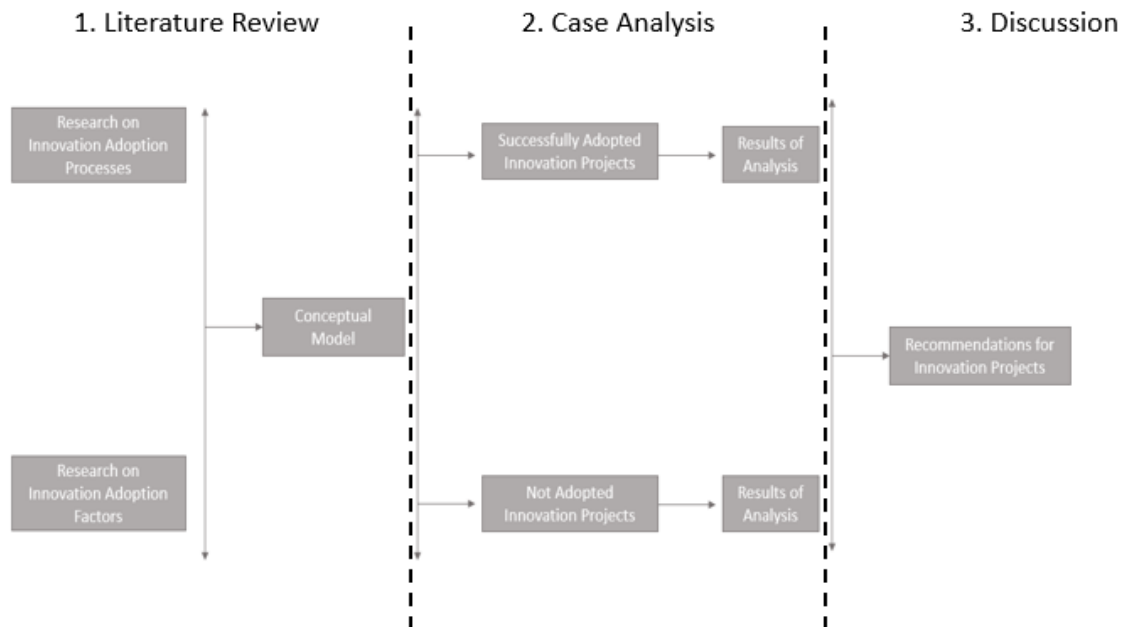 1. Literature Review
2. Case Analysis
3. Discussion
Research on
Innovation Adoption
Processes
Successfully Adopted
Innovation Projects
Results of
Analysis
Conceptual
Model
Recommendations for
Innovation Projects
Research on
Innovation Adoption
Factors
Not Adopted
Innovation Projects
Results of
Analysis